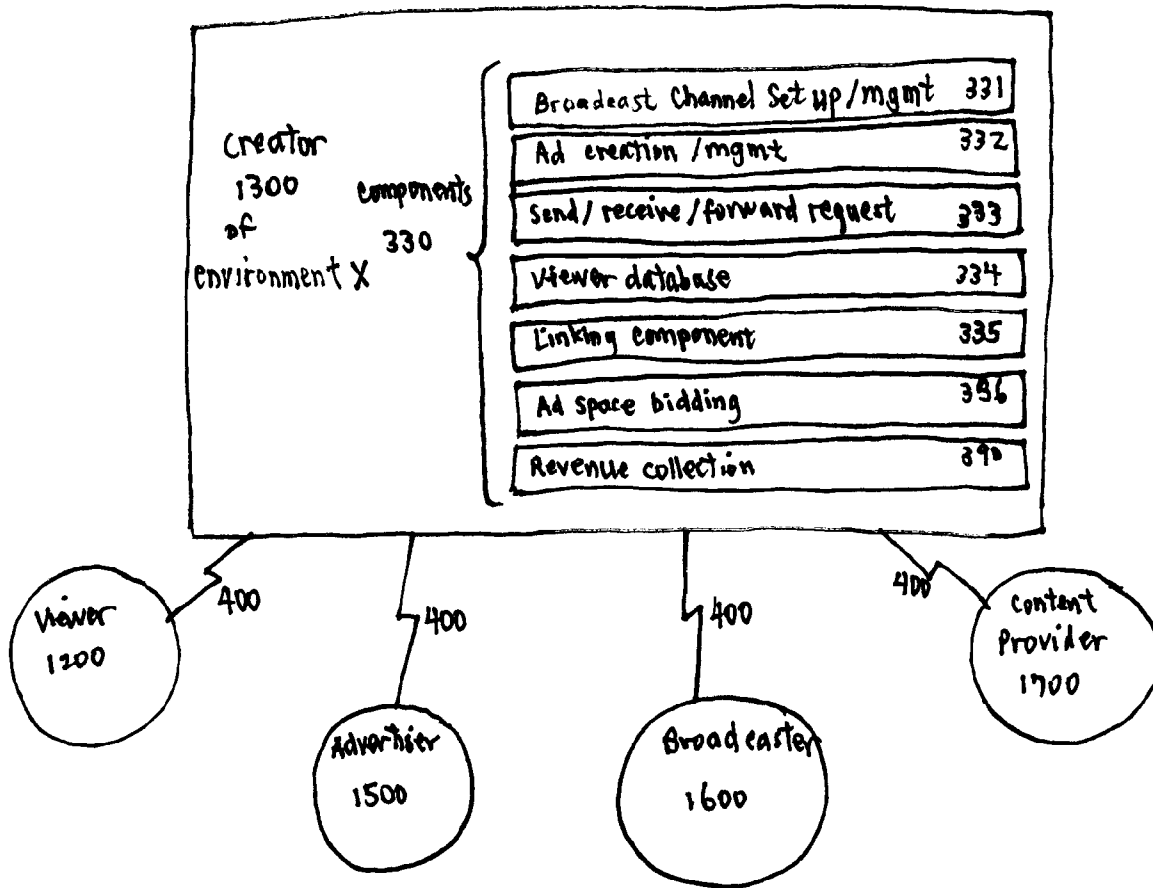 Creator
1300
of
environment X
components
330
Broadcast Channel Set up/mgmt 331
Ad creation/mgmt 332
Send/receive/forward request 333
Viewer database 334
Linking component 335
Ad space bidding 336
Revenue collection 390
400
400
400
400
Viewer
1200
Advertiser
1500
Broadcaster
1600
Content
Provider
1700